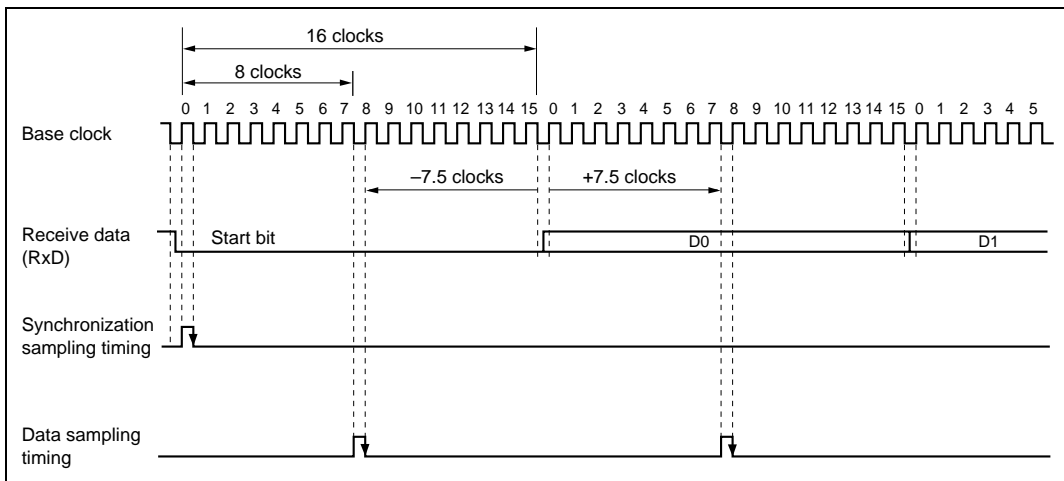 16 clocks
8 clocks
0 1 2 3 4 5 6 7 8 9 10 11 12 13 14 15 0 1 2 3 4 5 6 7 8 9 10 11 12 13 14 15 0 1 2 3 4 5
Base clock
–7.5 clocks +7.5 clocks
Receive data
(RxD)
Start bit D0 D1
Synchronization
sampling timing
Data sampling
timing